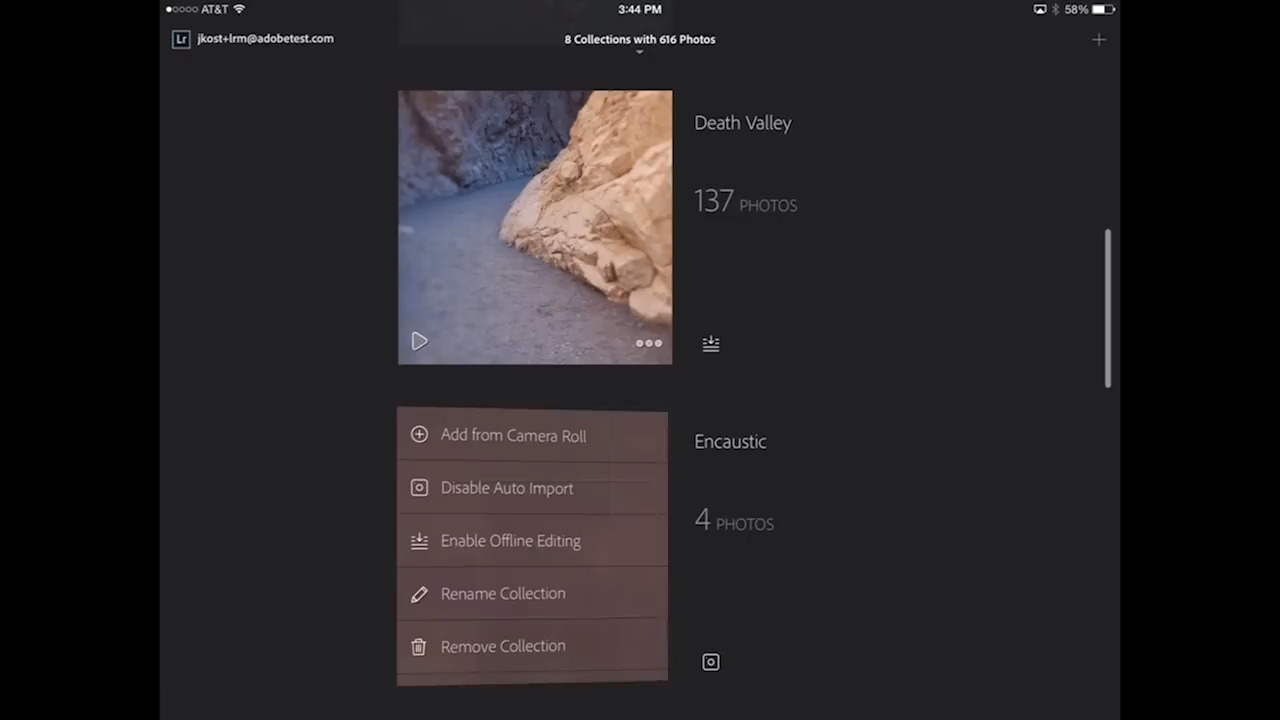 AT&T 3:44 PM 58%
Lr jkost+lrm@adobetest.com 8 Collections with 616 Photos
Death Valley
137 PHOTOS
Add from Camera Roll
Encaustic
Disable Auto Import
4 PHOTOS
Enable Offline Editing
Rename Collection
Remove Collection